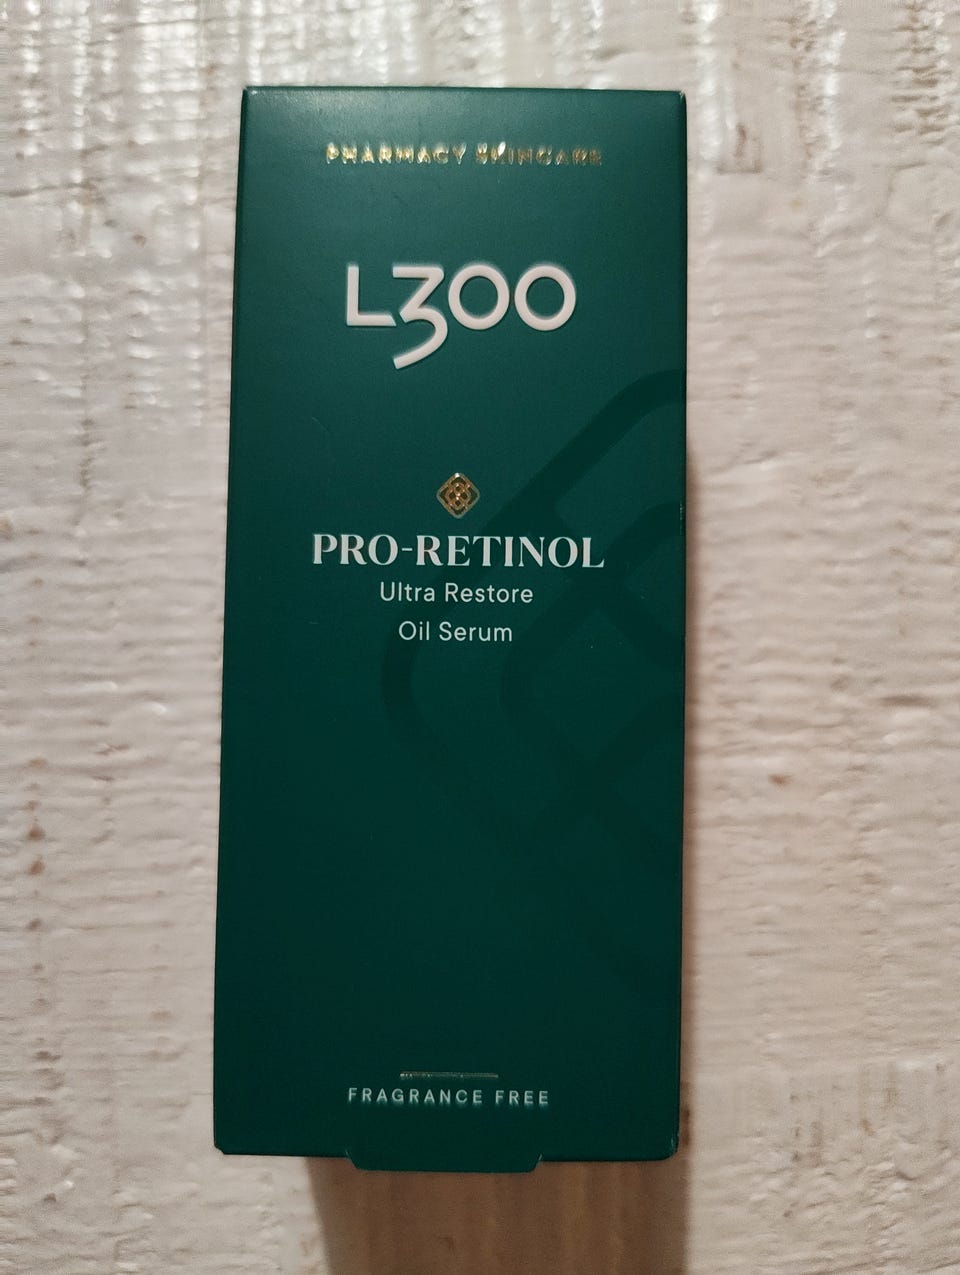 PHARMACY SKINCARE
L300
PRO-RETINOL
Ultra Restore
Oil Serum
FRAGRANCE FREE